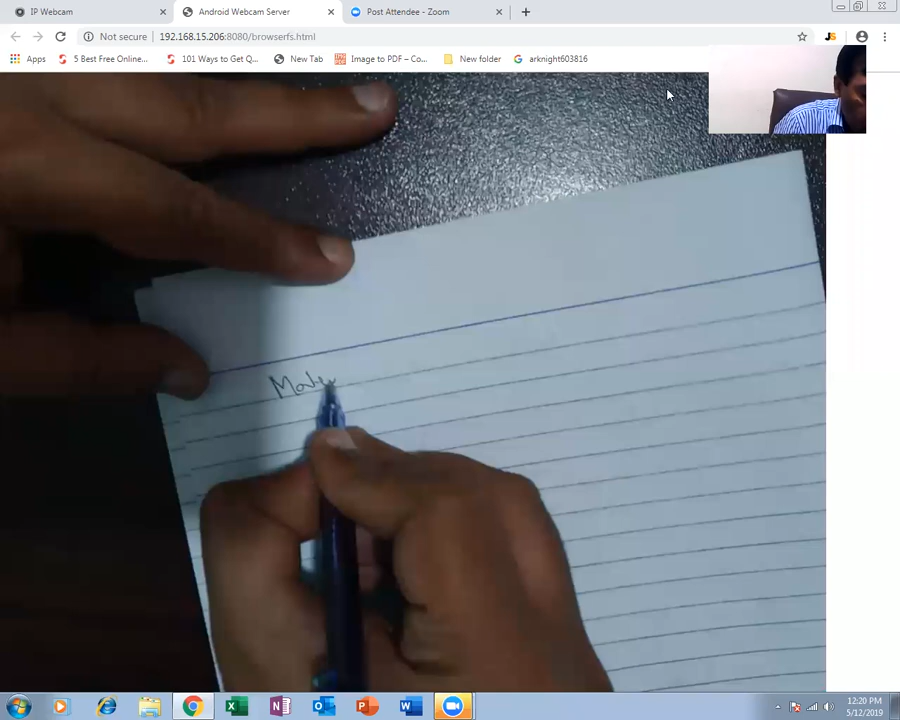 IP Webcam
Android Webcam Server
Post Attendee - Zoom
Not secure
192.168.15.206:8080/browserfs.html
Apps
5 Best Free Onlin...
101 Ways to Get Q...
New Tab
Image to PDF – Co...
New folder
arknight603816
12:20 PM
5/12/2019